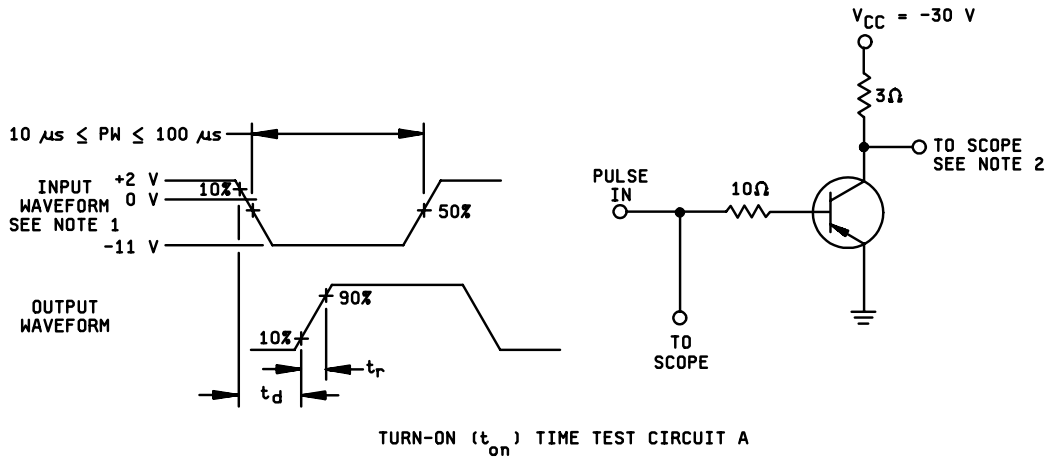 V_CC = -30 V
3Ω
10 μs ≤ PW ≤ 100 μs
TO SCOPE
SEE NOTE 2
+2 V
10%
INPUT
WAVEFORM
SEE NOTE 1
0 V
50%
-11 V
PULSE
IN
10Ω
OUTPUT
WAVEFORM
90%
10%
t_r
t_d
TO
SCOPE
TURN-ON (t_on) TIME TEST CIRCUIT A